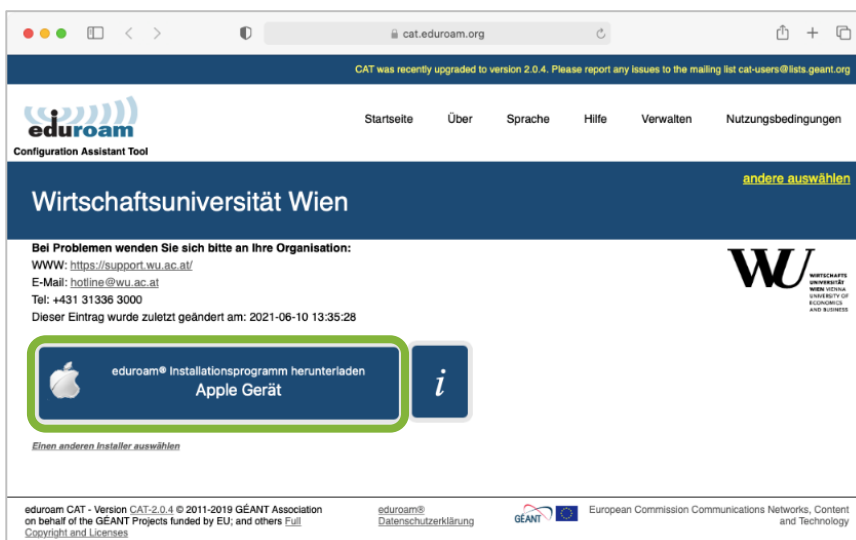 cat.eduroam.org
CAT was recently upgraded to version 2.0.4. Please report any issues to the mailing list cat-users@lists.geant.org
eduroam
Configuration Assistant Tool
Startseite Über Sprache Hilfe Verwalten Nutzungsbedingungen
andere auswählen
Wirtschaftsuniversität Wien
Bei Problemen wenden Sie sich bitte an Ihre Organisation:
WWW: https://support.wu.ac.at/
E-Mail: hotline@wu.ac.at
Tel: +431 31336 3000
Dieser Eintrag wurde zuletzt geändert am: 2021-06-10 13:35:28
WU
WIRTSCHAFTS
UNIVERSITÄT
WIEN VIENNA
UNIVERSITY OF
ECONOMICS
AND BUSINESS
eduroam® Installationsprogramm herunterladen
Apple Gerät
i
Einen anderen Installer auswählen
eduroam CAT - Version CAT-2.0.4 © 2011-2019 GÉANT Association
on behalf of the GÉANT Projects funded by EU; and others Full
Copyright and Licenses
eduroam®
Datenschutzerklärung
GÉANT
European Commission Communications Networks, Content
and Technology